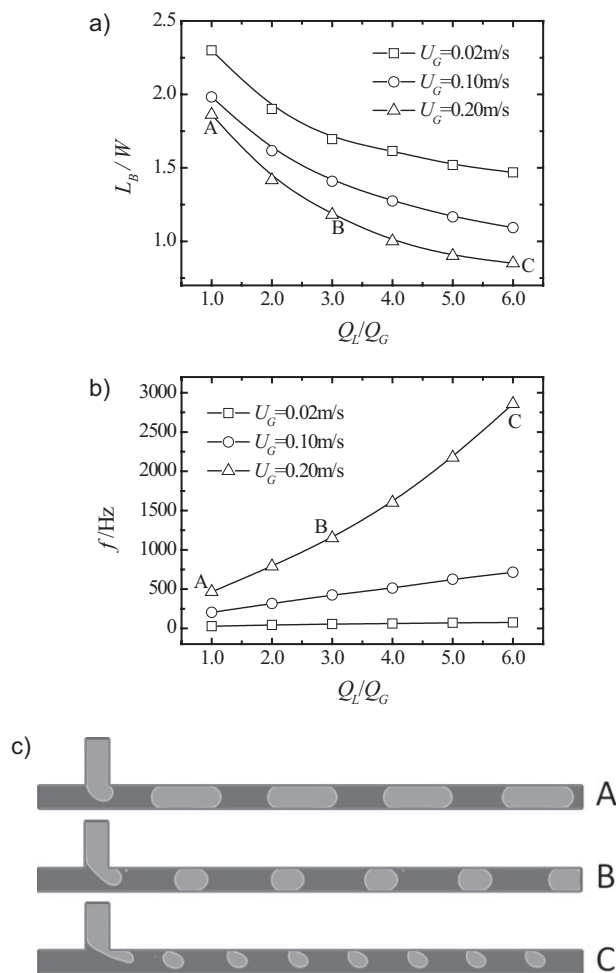 a)
2.5
2.0
1.5
1.0
L_B/W
U_G=0.02m/s
U_G=0.10m/s
U_G=0.20m/s
A
B
C
1.0 2.0 3.0 4.0 5.0 6.0
Q_L/Q_G
b)
3000
2500
2000
1500
1000
500
0
f/Hz
U_G=0.02m/s
U_G=0.10m/s
U_G=0.20m/s
C
B
A
1.0 2.0 3.0 4.0 5.0 6.0
Q_L/Q_G
c)
A
B
C